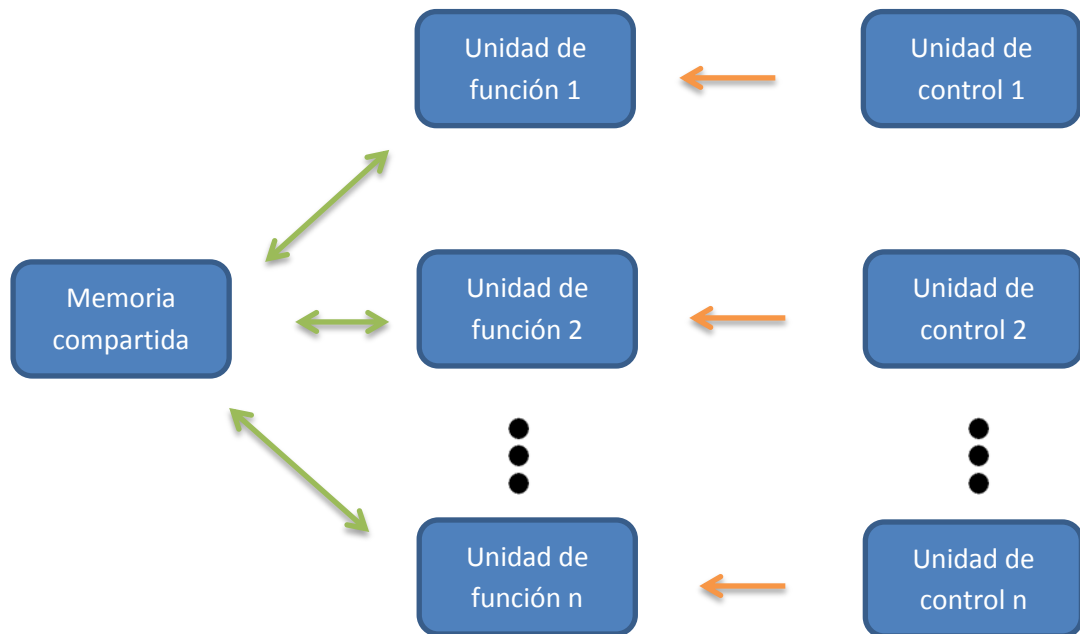 Unidad de
función 1
Unidad de
control 1
Memoria
compartida
Unidad de
función 2
Unidad de
control 2
Unidad de
función n
Unidad de
control n